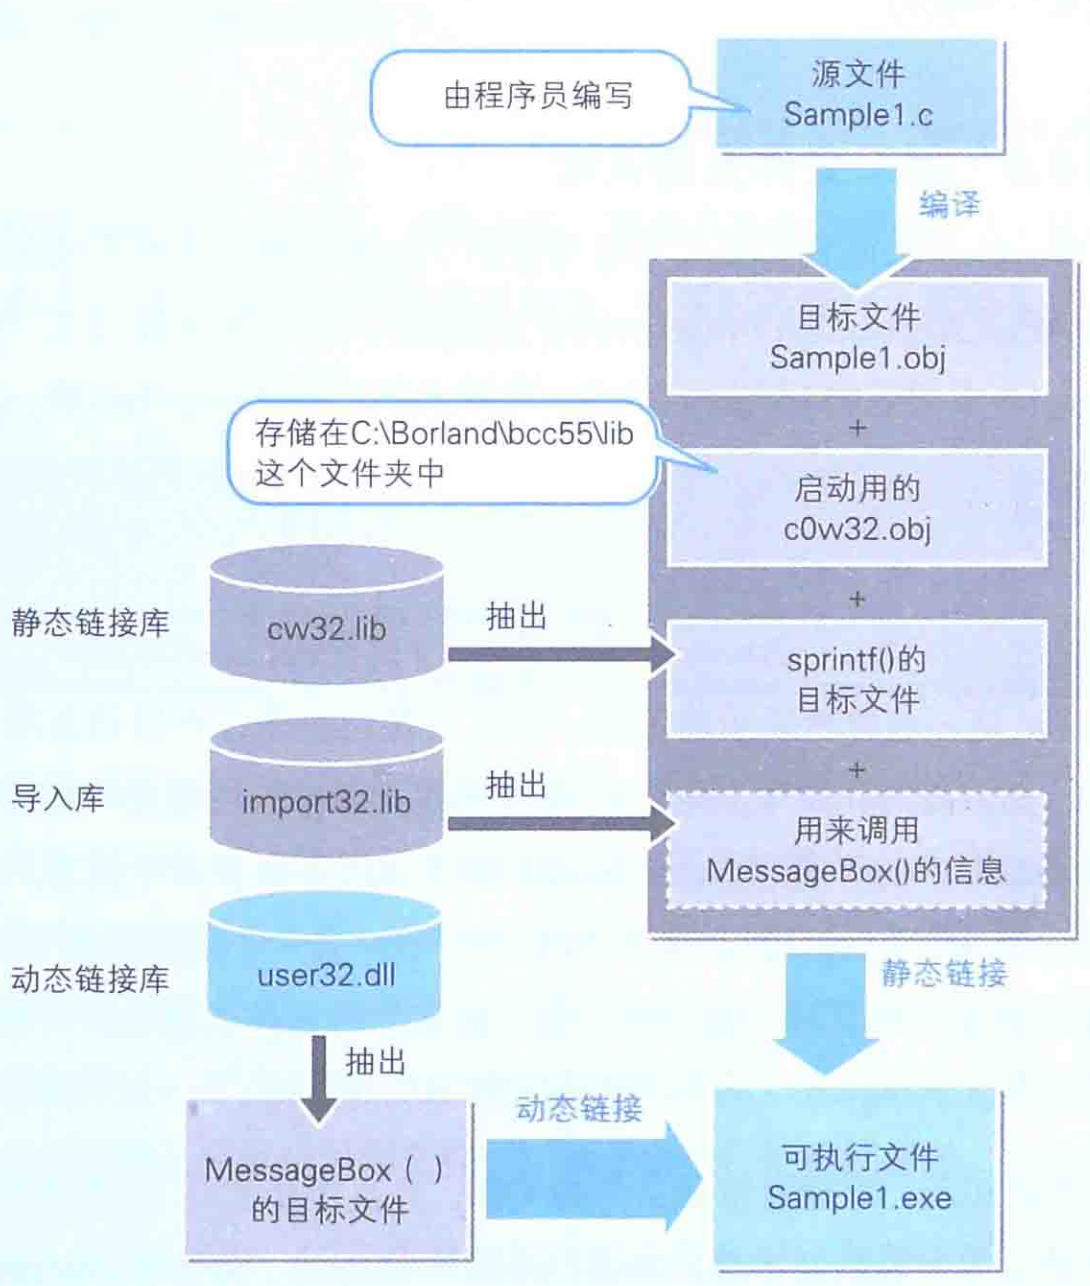 由程序员编写
源文件
Sample1.c
编译
目标文件
Sample1.obj
+
存储在C:\Borland\bcc55\lib
这个文件夹中
启动用的
c0w32.obj
+
静态链接库
cw32.lib
抽出
sprintf()的
目标文件
+
导入库
import32.lib
抽出
用来调用
MessageBox()的信息
动态链接库
user32.dll
静态链接
抽出
动态链接
MessageBox ( )
的目标文件
可执行文件
Sample1.exe